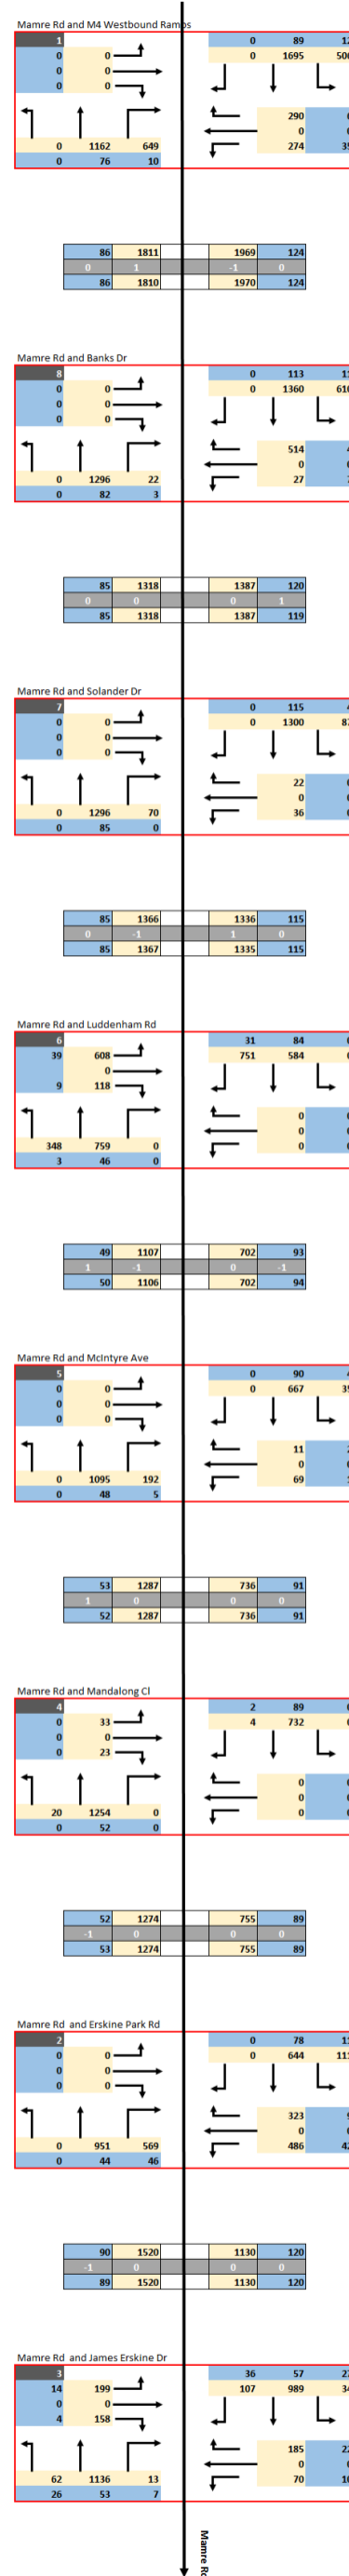 Mamre Rd and M4 Westbound Ramps
1 0 89
0 0 0 1695
0 0
0 0
290
0
0 1162 649 274
0 76 10
86 1811 1969 124
0 1 -1 0
86 1810 1970 124
Mamre Rd and Banks Dr
8 0 113
0 0 0 1360
0 0
0 0
514
0
0 1296 22 27
0 82 3
85 1318 1387 120
0 0 0 1
85 1318 1387 119
Mamre Rd and Solander Dr
7 0 115
0 0 0 1300
0 0
0 0
22
0
0 1296 70 36
0 85 0
85 1366 1336 115
0 -1 1 0
85 1367 1335 115
Mamre Rd and Luddenham Rd
6 31 84
39 608 751 584
0
9 118
0
0
348 759 0 0
3 46 0
49 1107 702 93
1 -1 0 -1
50 1106 702 94
Mamre Rd and McIntyre Ave
5 0 90
0 0 0 667
0 0
0 0
11
0
0 1095 192 69
0 48 5
53 1287 736 91
1 0 0 0
52 1287 736 91
Mamre Rd and Mandalong Cl
4 2 89
0 33 4 732
0 0
0 23
0
0
20 1254 0 0
0 52 0
52 1274 755 89
-1 0 0 0
53 1274 755 89
Mamre Rd and Erskine Park Rd
2 0 78
0 0 0 644
0 0
0 0
323
0
0 951 569 486
0 44 46
90 1520 1130 120
-1 0 0 0
89 1520 1130 120
Mamre Rd and James Erskine Dr
3 36 57
14 199 107 989
0 0
4 158
185
0
62 1136 13 70
26 53 7
Mamre Rd